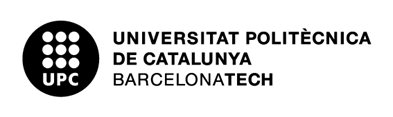 UPC
UNIVERSITAT POLITÈCNICA
DE CATALUNYA
BARCELONATECH